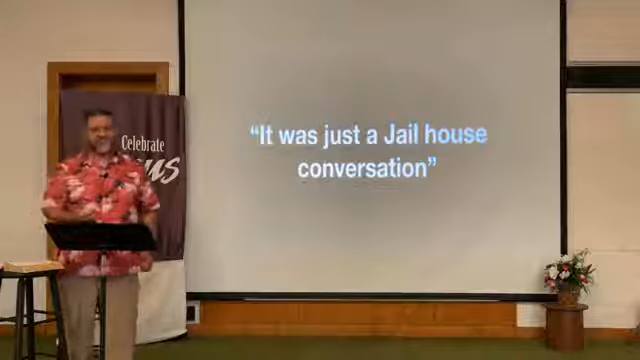 “It was just a Jail house
conversation”
Celebrate